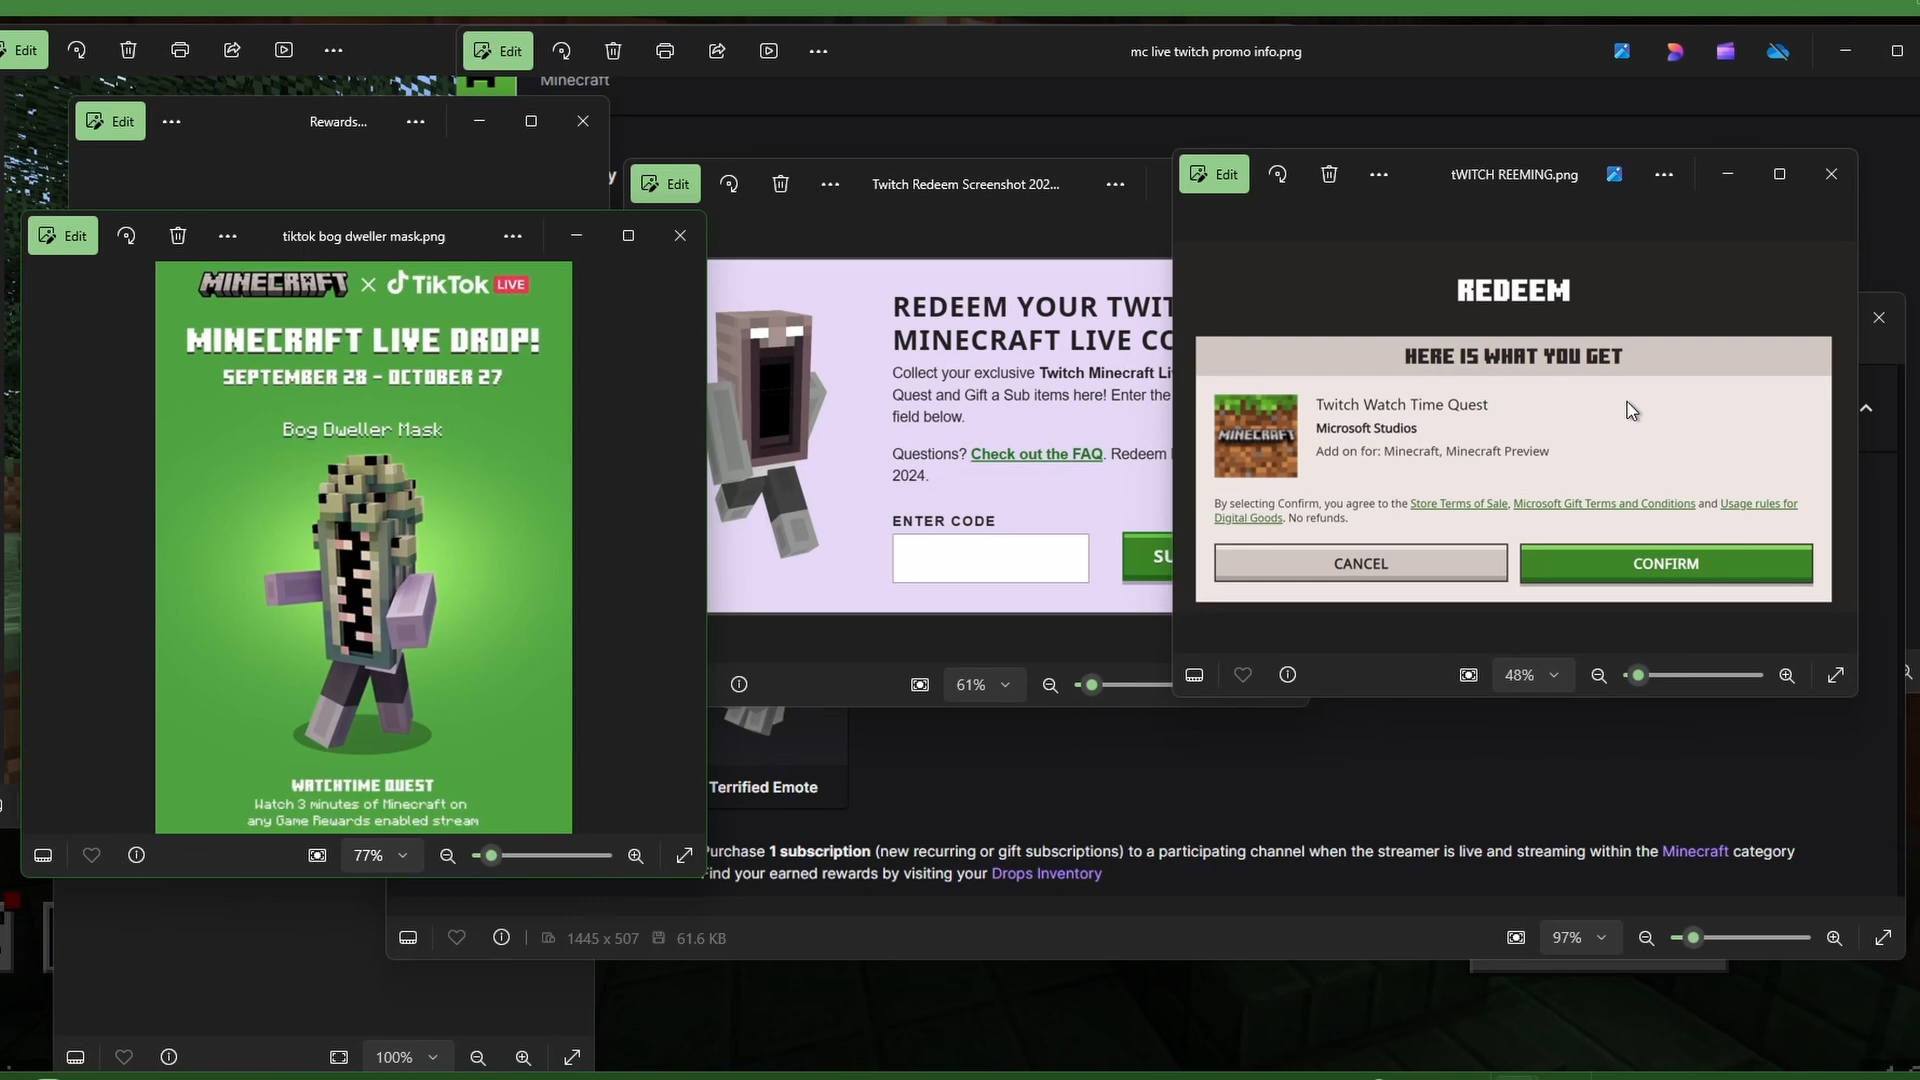 Edit
Edit
mc live twitch promo info.png
Minecraft
Edit
Rewards...
Edit
Twitch Redeem Screenshot 202...
Edit
tWITCH REEMING.png
Edit
tiktok bog dweller mask.png
MINECRAFT X TikTok LIVE
MINECRAFT LIVE DROP!
SEPTEMBER 28 - OCTOBER 27
Bog Dweller Mask
WATCHTIME QUEST
Watch 3 minutes of Minecraft on
any Game Rewards enabled stream
77%
REDEEM YOUR TWIT
MINECRAFT LIVE CO
Collect your exclusive Twitch Minecraft Li
Quest and Gift a Sub items here! Enter the
field below.
Questions? Check out the FAQ. Redeem
2024.
ENTER CODE
SU
61%
REDEEM
HERE IS WHAT YOU GET
MINECRAFT
Twitch Watch Time Quest
Microsoft Studios
Add on for: Minecraft, Minecraft Preview
By selecting Confirm, you agree to the Store Terms of Sale, Microsoft Gift Terms and Conditions and Usage rules for
Digital Goods. No refunds.
CANCEL
CONFIRM
48%
Terrified Emote
Purchase 1 subscription (new recurring or gift subscriptions) to a participating channel when the streamer is live and streaming within the Minecraft category
Find your earned rewards by visiting your Drops Inventory
1445 x 507
61.6 KB
97%
100%